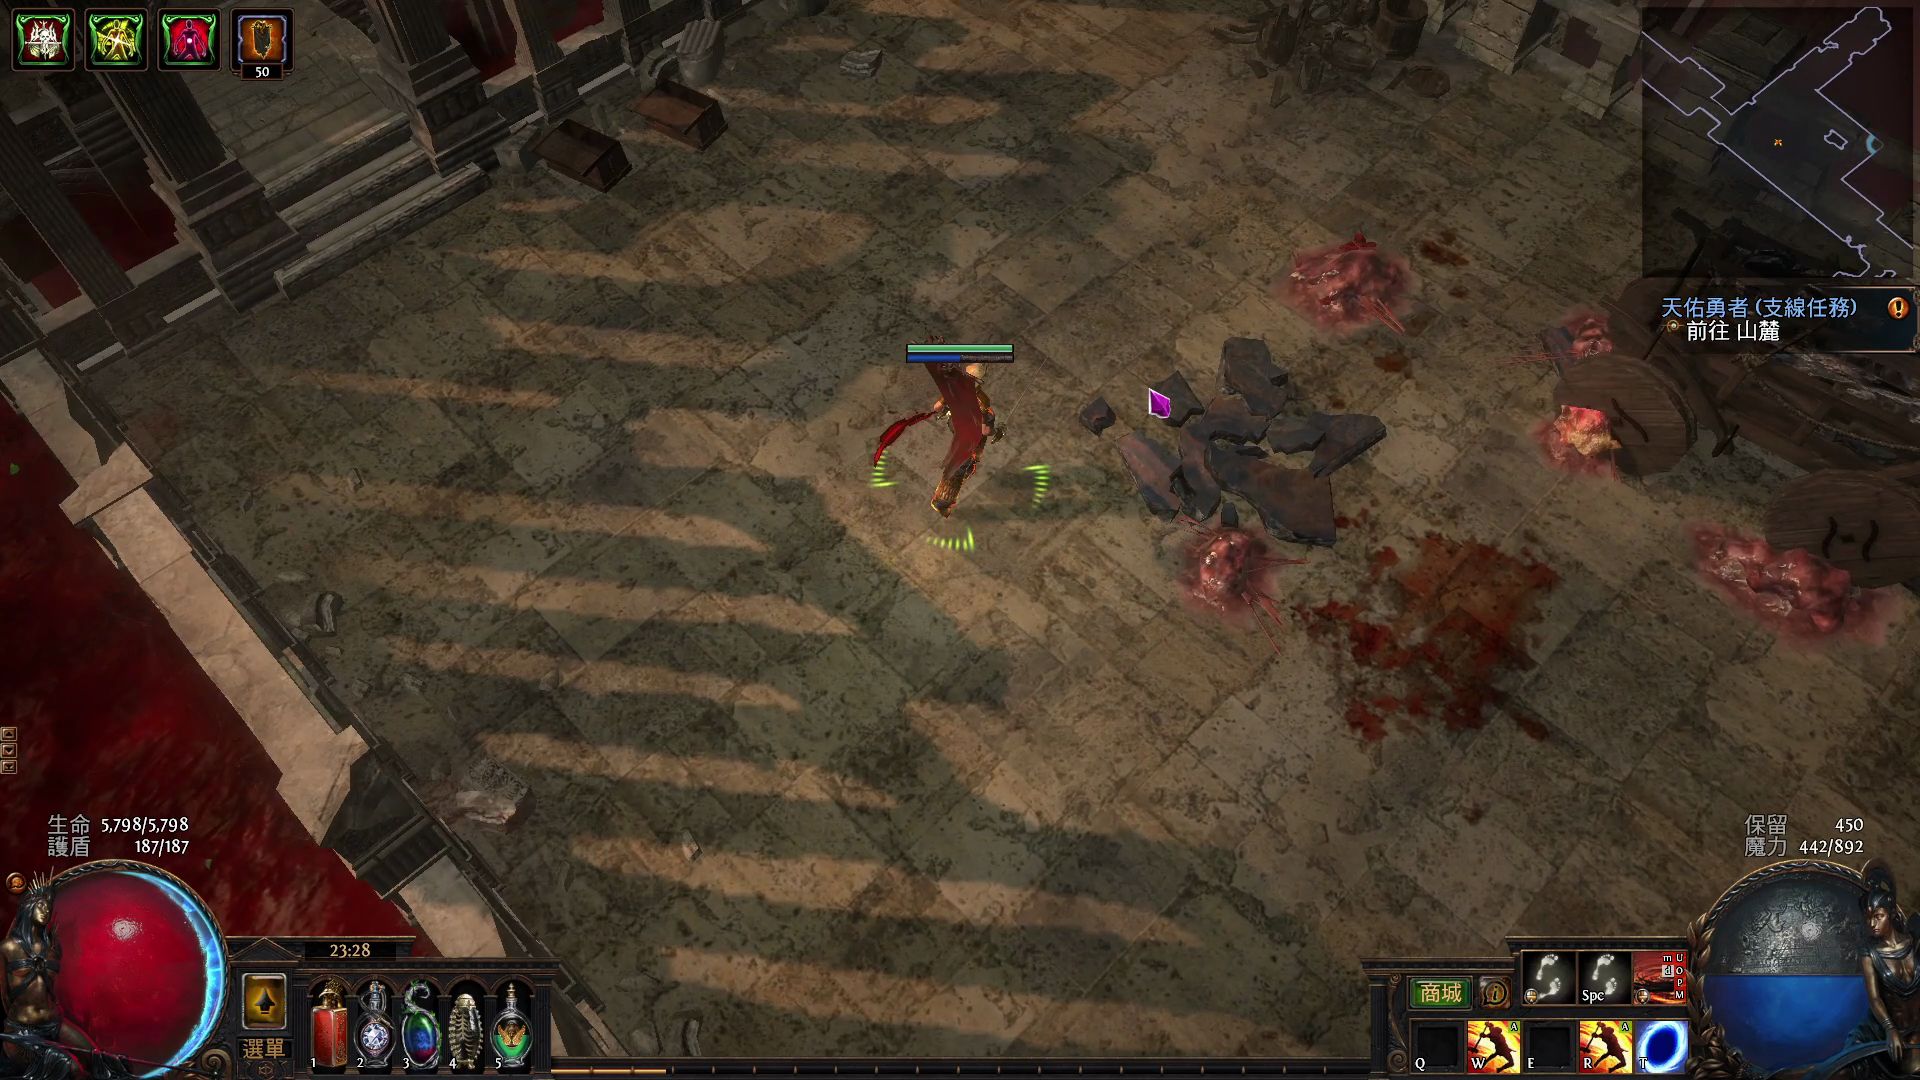 50
天佑勇者 (支線任務)
前往 山麓
生命 5,798/5,798
護盾 187/187
保留 450
魔力 442/892
23:28
選單
1
2
3
4
5
商城
Spc
m U
d O
P
M
Q
W
A
E
R
A
T